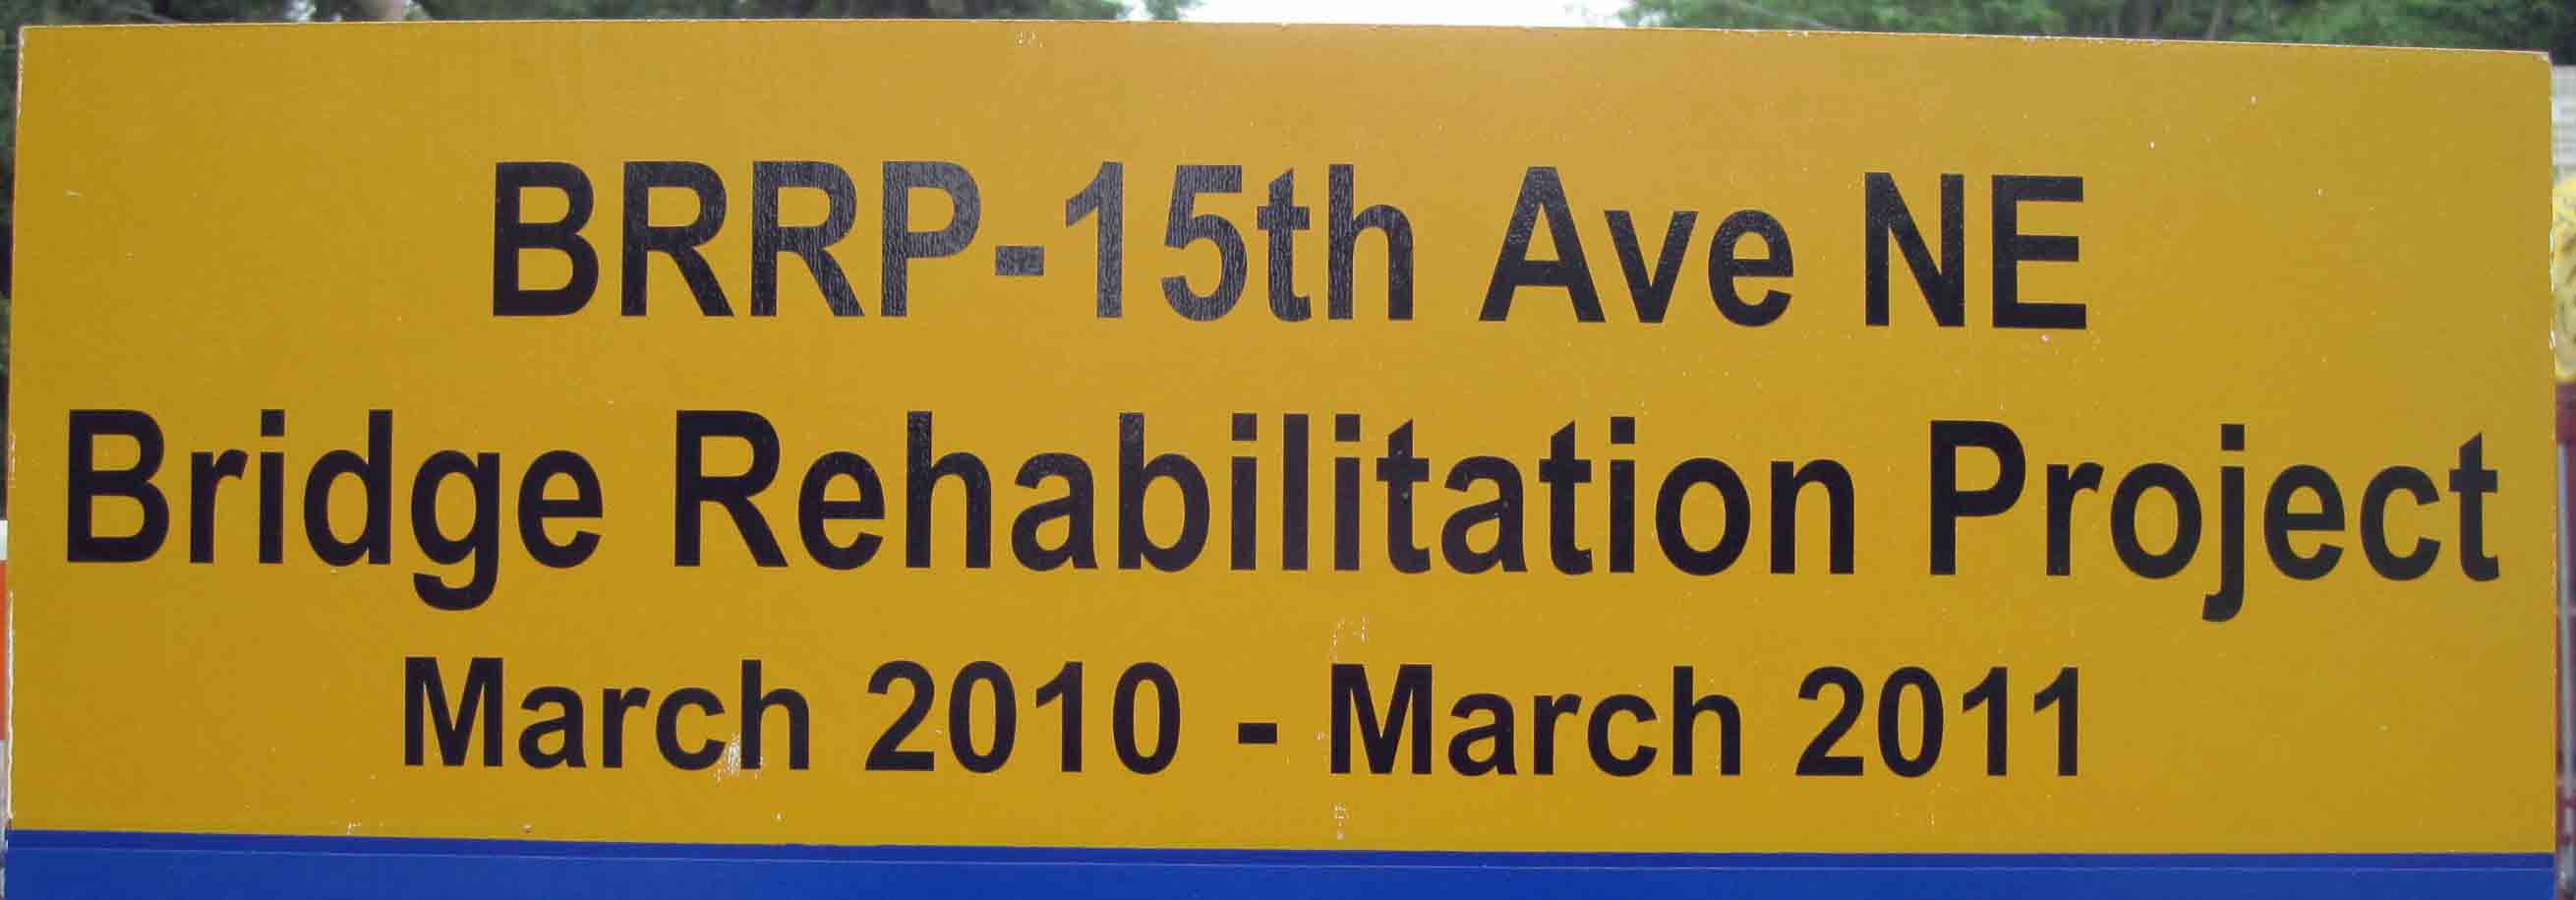 BRRP-15th Ave NE
Bridge Rehabilitation Project
March 2010 - March 2011